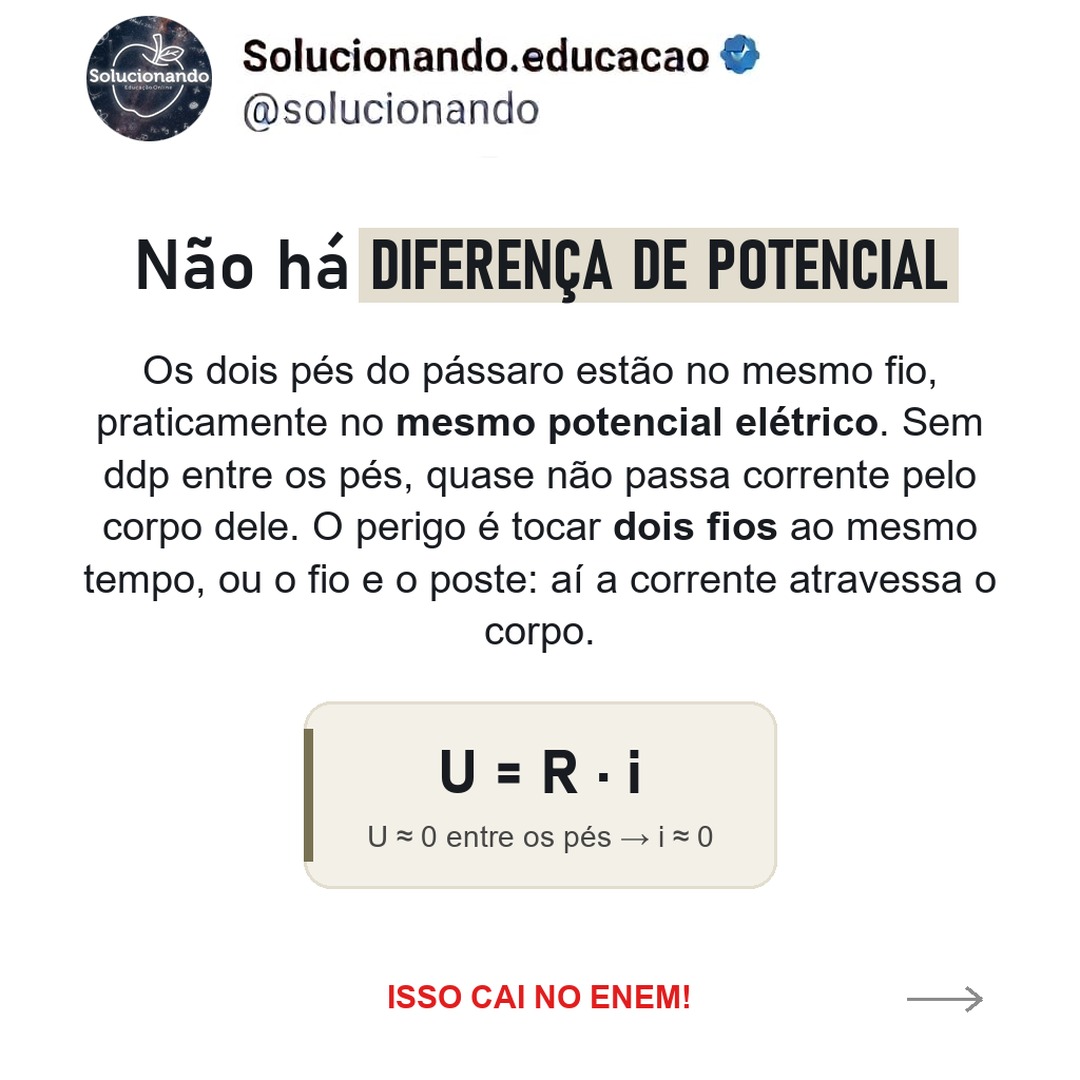 Solucionando
Educação Online
Solucionando.educacao
@solucionando
Não há DIFERENÇA DE POTENCIAL
Os dois pés do pássaro estão no mesmo fio,
praticamente no mesmo potencial elétrico. Sem
ddp entre os pés, quase não passa corrente pelo
corpo dele. O perigo é tocar dois fios ao mesmo
tempo, ou o fio e o poste: aí a corrente atravessa o
corpo.
U = R · i
U ≈ 0 entre os pés → i ≈ 0
ISSO CAI NO ENEM!